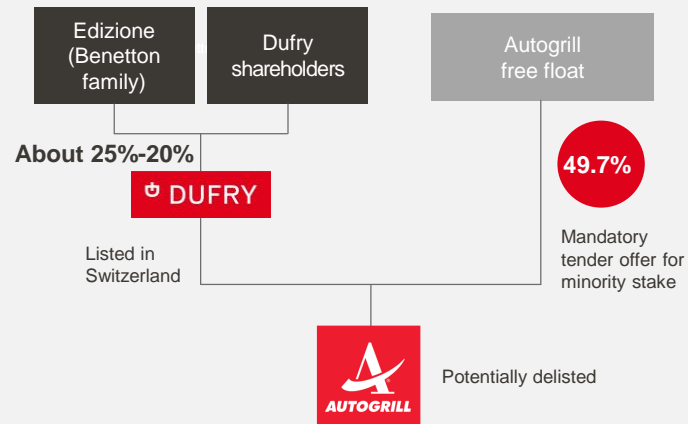 Edizione
(Benetton
family)
Dufry
shareholders
Autogrill
free float
About 25%-20%
DUFRY
49.7%
Listed in
Switzerland
Mandatory
tender offer for
minority stake
AUTOGRILL
Potentially delisted